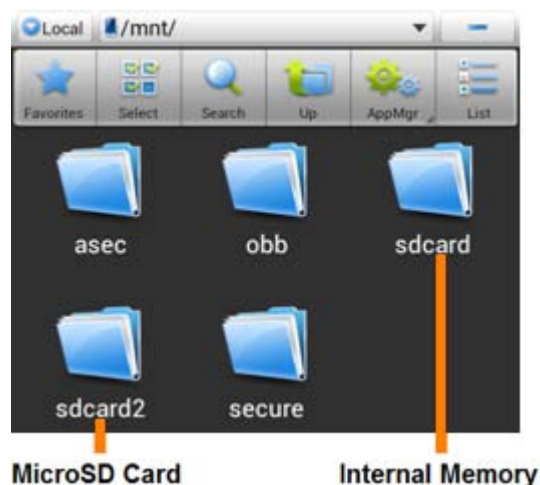 Local /mnt/
Favorites Select Search Up AppMgr List
asec obb sdcard
sdcard2 secure
MicroSD Card Internal Memory